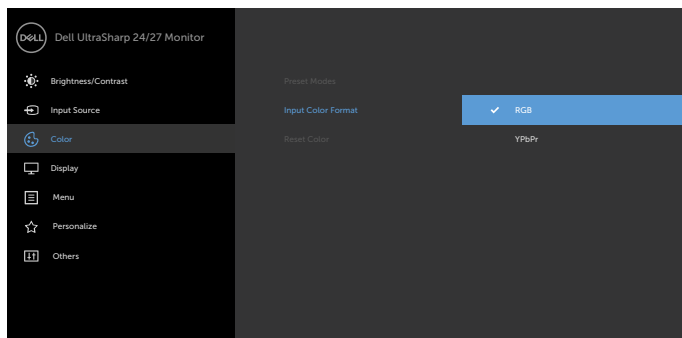 DELL Dell UltraSharp 24/27 Monitor
Brightness/Contrast
Preset Modes
Input Source
Input Color Format
✓ RGB
Color
Reset Color
YPbPr
Display
Menu
Personalize
Others